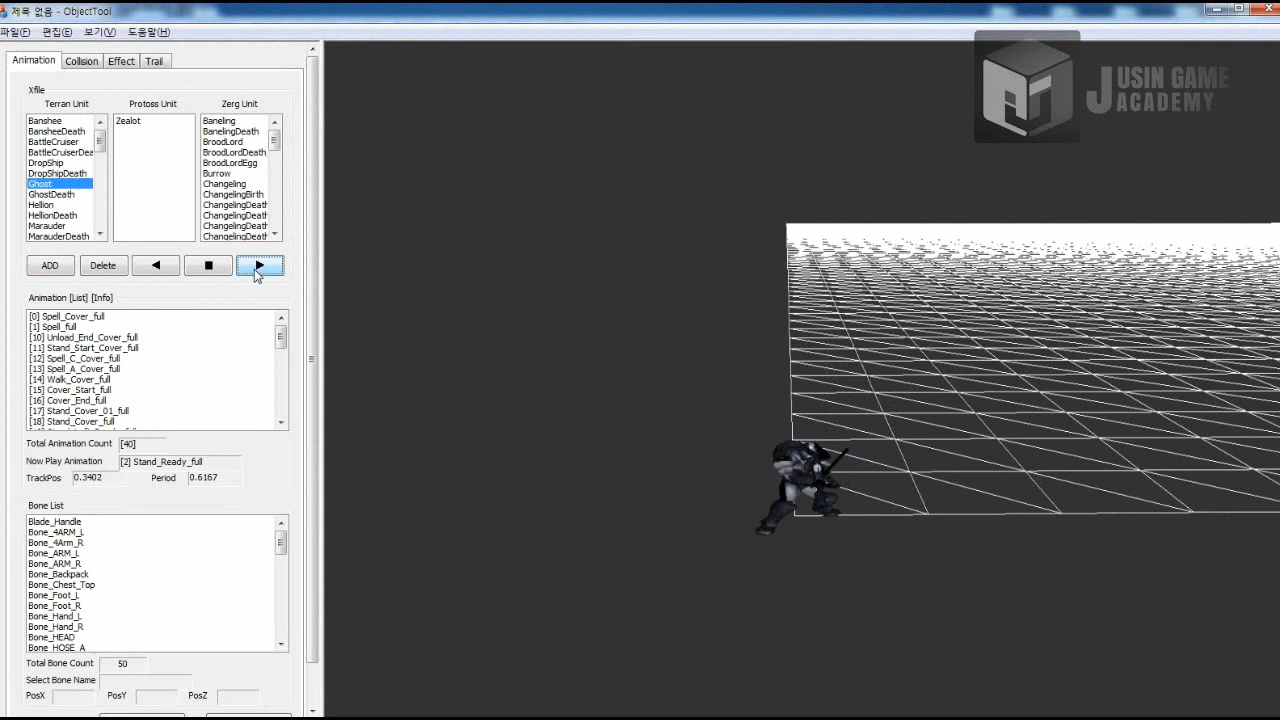 제목 없음 - ObjectTool
파일(F) 편집(E) 보기(V) 도움말(H)
Animation Collision Effect Trail
JUSIN GAME
ACADEMY
Xfile
Terran Unit Protoss Unit Zerg Unit
Banshee Zealot Baneling
BansheeDeath BanelingDeath
BattleCruiser BroodLord
BattleCruiserDea BroodLordDeath
DropShip BroodLordEgg
DropShipDeath Burrow
Ghost Changeling
GhostDeath ChangelingBirth
Hellion ChangelingDeath
HellionDeath ChangelingDeath
Marauder ChangelingDeath
MarauderDeath ChangelingDeath
ADD Delete
Animation [List] [Info]
[0] Spell_Cover_full
[1] Spell_full
[10] Unload_End_Cover_full
[11] Stand_Start_Cover_full
[12] Spell_C_Cover_full
[13] Spell_A_Cover_full
[14] Walk_Cover_full
[15] Cover_Start_full
[16] Cover_End_full
[17] Stand_Cover_01_full
[18] Stand_Cover_full
Total Animation Count [40]
Now Play Animation [2] Stand_Ready_full
TrackPos 0.3402 Period 0.6167
Bone List
Blade_Handle
Bone_4ARM_L
Bone_4Arm_R
Bone_ARM_L
Bone_ARM_R
Bone_Backpack
Bone_Chest_Top
Bone_Foot_L
Bone_Foot_R
Bone_Hand_L
Bone_Hand_R
Bone_HEAD
Bone_HOSE_A
Total Bone Count 50
Select Bone Name
PosX PosY PosZ